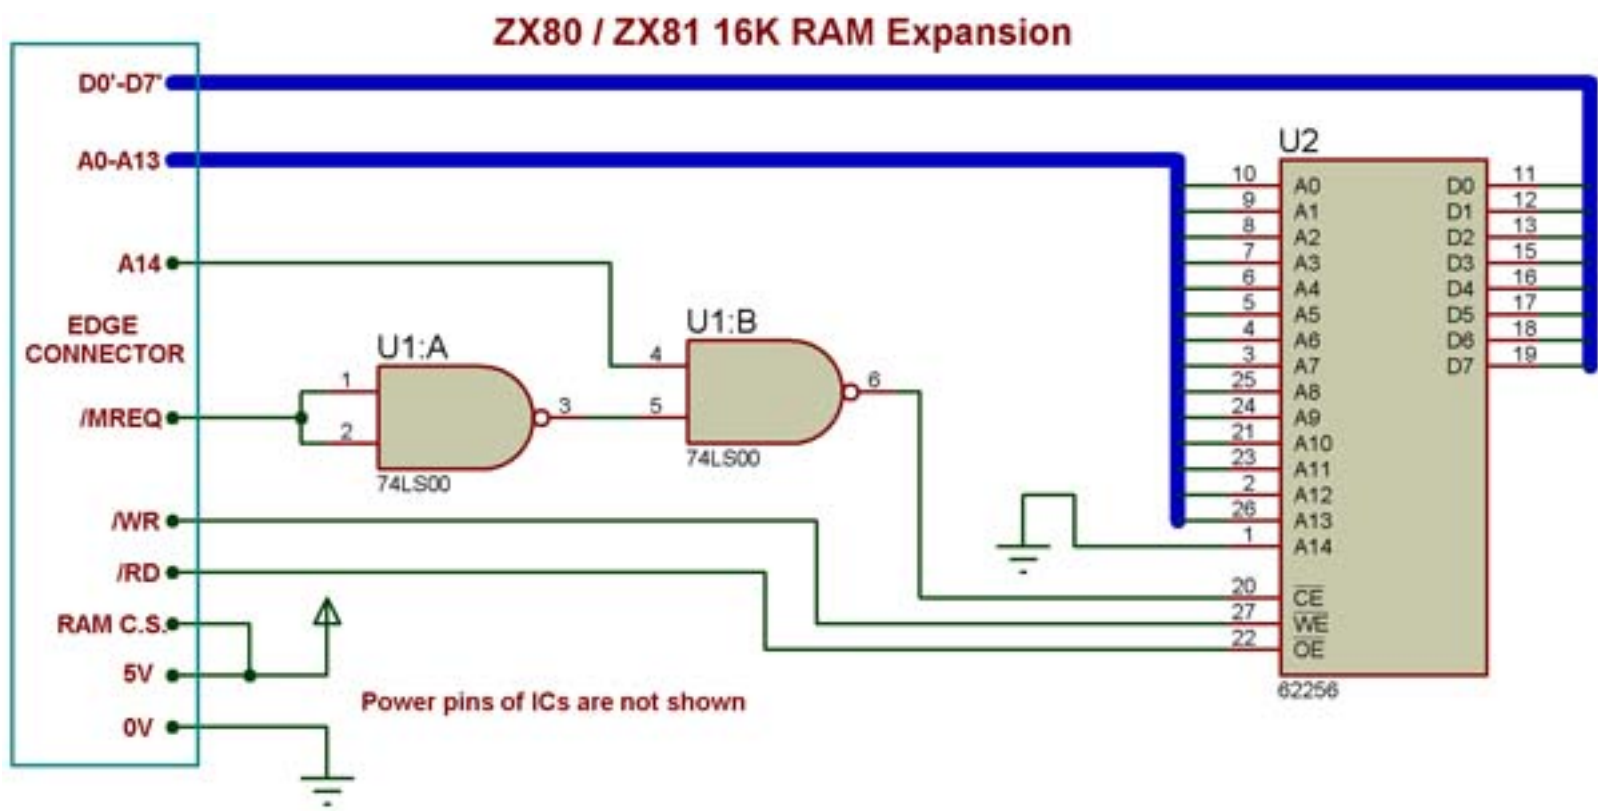 ZX80 / ZX81 16K RAM Expansion
D0'-D7'
A0-A13
A14
EDGE
CONNECTOR
/MREQ
/WR
/RD
RAM C.S.
5V
0V
U1:A
1
2
3
74LS00
U1:B
4
5
6
74LS00
Power pins of ICs are not shown
U2
10 A0 D0 11
9 A1 D1 12
8 A2 D2 13
7 A3 D3 15
6 A4 D4 16
5 A5 D5 17
4 A6 D6 18
3 A7 D7 19
25 A8
24 A9
21 A10
23 A11
2 A12
26 A13
1 A14
20 CE
27 WE
22 OE
62256